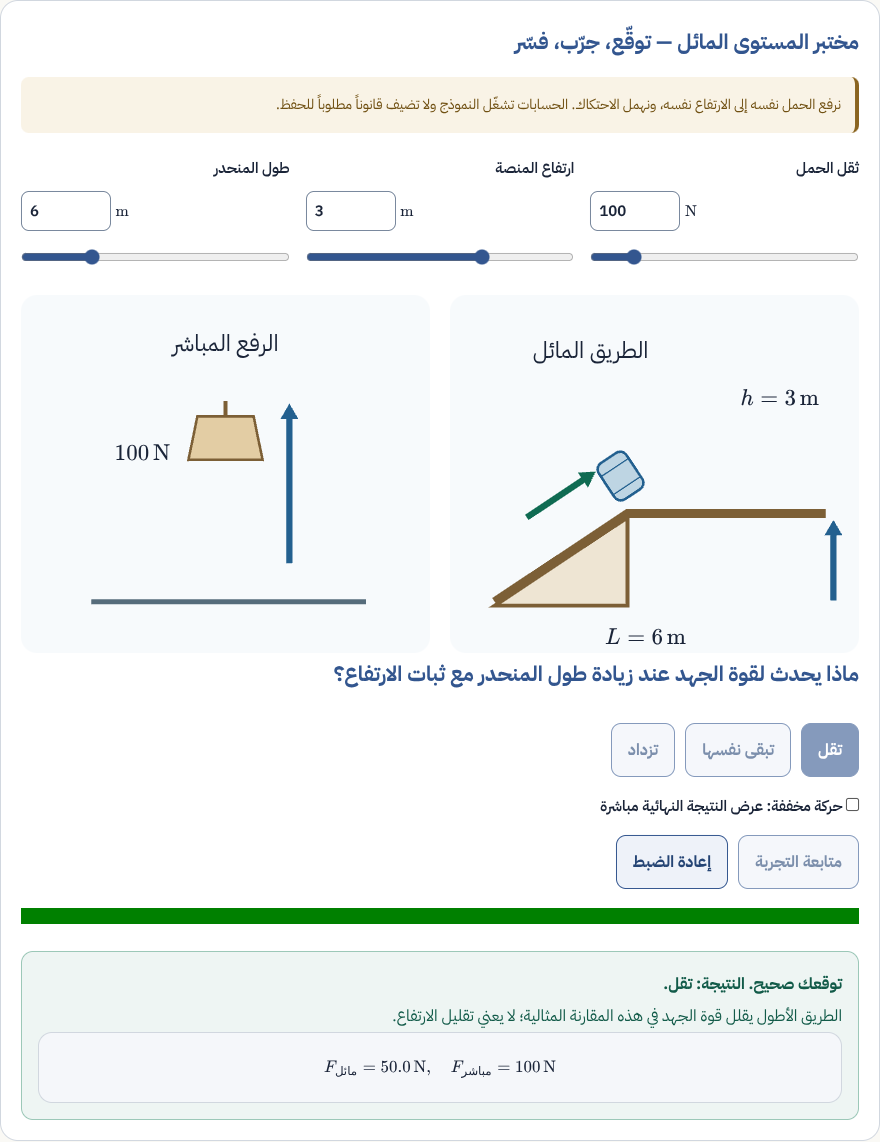 مختبر المستوى المائل — توقّع، جرّب، فسّر
نرفع الحمل نفسه إلى الارتفاع نفسه، ونهمل الاحتكاك. الحسابات تشغّل النموذج ولا تضيف قانوناً مطلوباً للحفظ.
ثقل الحمل
100 N
ارتفاع المنصة
3 m
طول المنحدر
6 m
الطريق المائل
h = 3 m
L = 6 m
الرفع المباشر
100 N
ماذا يحدث لقوة الجهد عند زيادة طول المنحدر مع ثبات الارتفاع؟
تقل
تبقى نفسها
تزداد
حركة مخففة: عرض النتيجة النهائية مباشرة
متابعة التجربة
إعادة الضبط
توقعك صحيح. النتيجة: تقل.
الطريق الأطول يقلل قوة الجهد في هذه المقارنة المثالية؛ لا يعني تقليل الارتفاع.
F مائل = 50.0 N, F مباشر = 100 N